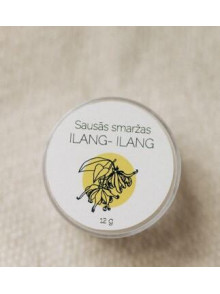 Sausās smaržas
ILANG- ILANG
12 g